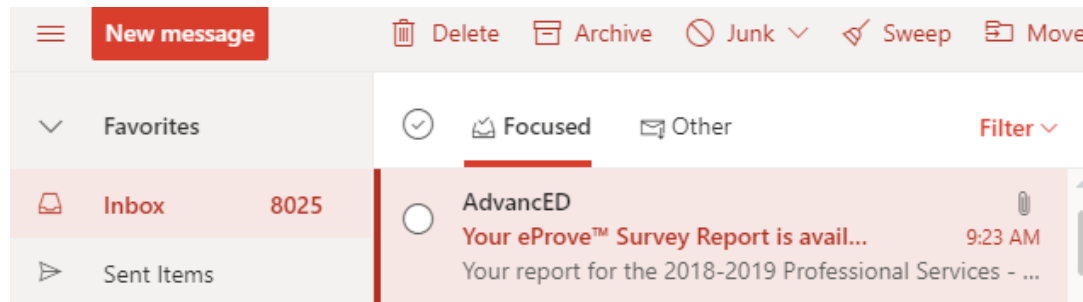 New message Delete Archive Junk Sweep Move
Favorites Focused Other Filter
Inbox 8025 AdvancED
Your eProve™ Survey Report is avail... 9:23 AM
Sent Items Your report for the 2018-2019 Professional Services - ...